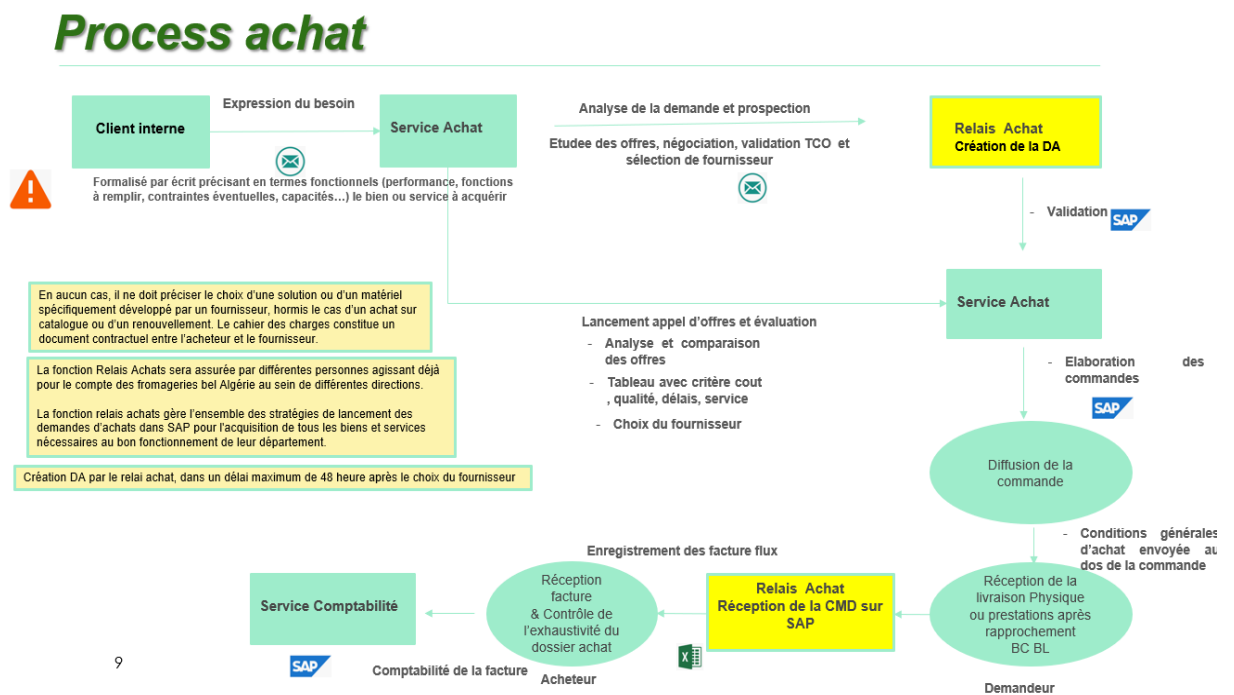 Process achat
Client interne
Expression du besoin
Service Achat
Analyse de la demande et prospection
Etudee des offres, négociation, validation TCO et
sélection de fournisseur
Relais Achat
Création de la DA
Formalisé par écrit précisant en termes fonctionnels (performance, fonctions
à remplir, contraintes éventuelles, capacités…) le bien ou service à acquérir
- Validation
SAP
En aucun cas, il ne doit préciser le choix d'une solution ou d'un matériel
spécifiquement développé par un fournisseur, hormis le cas d'un achat sur
catalogue ou d'un renouvellement. Le cahier des charges constitue un
document contractuel entre l'acheteur et le fournisseur.
Service Achat
Lancement appel d'offres et évaluation
- Analyse et comparaison
des offres
- Tableau avec critère cout
, qualité, délais, service
- Choix du fournisseur
La fonction Relais Achats sera assurée par différentes personnes agissant déjà
pour le compte des fromageries bel Algérie au sein de différentes directions.
La fonction relais achats gère l'ensemble des stratégies de lancement des
demandes d'achats dans SAP pour l'acquisition de tous les biens et services
nécessaires au bon fonctionnement de leur département.
- Elaboration des
commandes
SAP
Création DA par le relai achat, dans un délai maximum de 48 heure après le choix du fournisseur
Diffusion de la
commande
- Conditions générales
d'achat envoyée au
dos de la commande
Enregistrement des facture flux
Réception de la
livraison Physique
ou prestations après
rapprochement
BC BL
Demandeur
Relais Achat
Réception de la CMD sur
SAP
X
Réception
facture
& Contrôle de
l'exhaustivité du
dossier achat
Acheteur
Service Comptabilité
SAP
Comptabilité de la facture
9